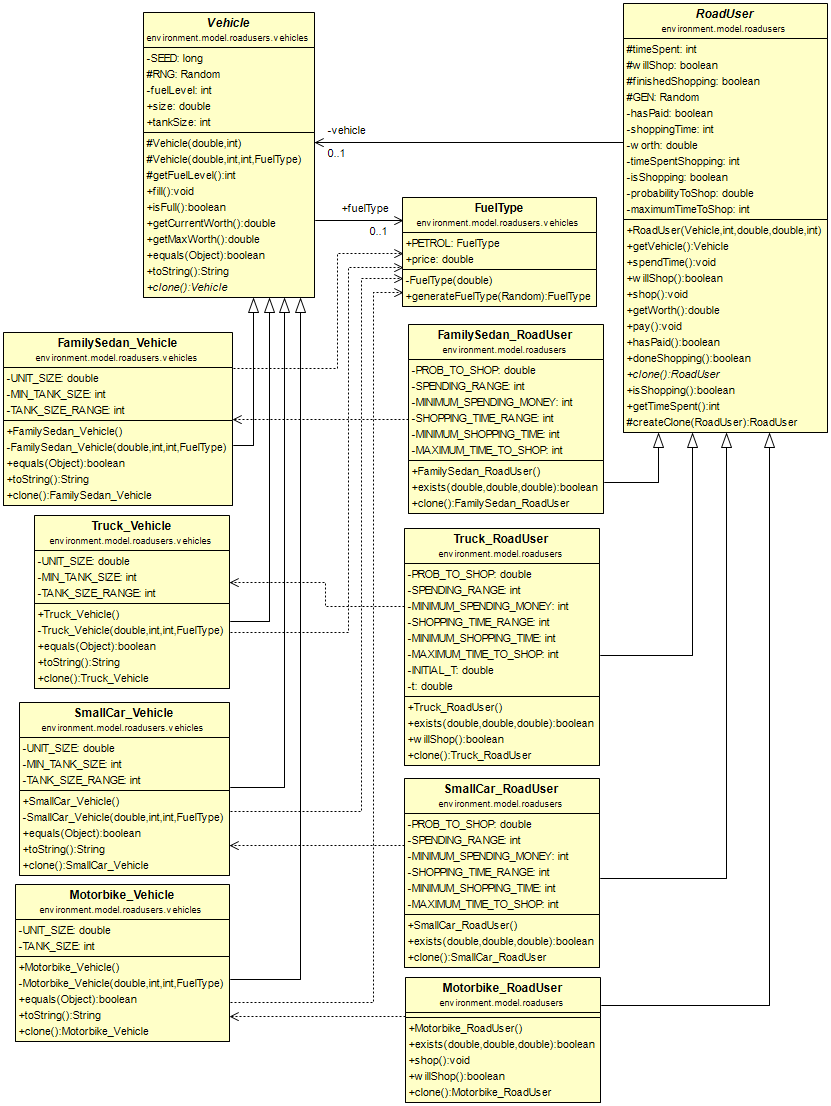 Vehicle
environment.model.roadusers.vehicles
-SEED: long
#RNG: Random
-fuelLevel: int
+size: double
+tankSize: int
#Vehicle(double,int)
#Vehicle(double,int,int,FuelType)
#getFuelLevel():int
+fill():void
+isFull():boolean
+getCurrentWorth():double
+getMaxWorth():double
+equals(Object):boolean
+toString():String
+clone():Vehicle
RoadUser
environment.model.roadusers
#timeSpent: int
#willShop: boolean
#finishedShopping: boolean
#GEN: Random
-hasPaid: boolean
-shoppingTime: int
-worth: double
-timeSpentShopping: int
-isShopping: boolean
-probabilityToShop: double
-maximumTimeToShop: int
+RoadUser(Vehicle,int,double,double,int)
+getVehicle():Vehicle
+spendTime():void
+willShop():boolean
+shop():void
+getWorth():double
+pay():void
+hasPaid():boolean
+doneShopping():boolean
+clone():RoadUser
+isShopping():boolean
+getTimeSpent():int
#createClone(RoadUser):RoadUser
-vehicle
0..1
+fuelType
0..1
FuelType
environment.model.roadusers.vehicles
+PETROL: FuelType
+price: double
-FuelType(double)
+generateFuelType(Random):FuelType
FamilySedan_Vehicle
environment.model.roadusers.vehicles
-UNIT_SIZE: double
-MIN_TANK_SIZE: int
-TANK_SIZE_RANGE: int
+FamilySedan_Vehicle()
-FamilySedan_Vehicle(double,int,int,FuelType)
+equals(Object):boolean
+toString():String
+clone():FamilySedan_Vehicle
FamilySedan_RoadUser
environment.model.roadusers
-PROB_TO_SHOP: double
-SPENDING_RANGE: int
-MINIMUM_SPENDING_MONEY: int
-SHOPPING_TIME_RANGE: int
-MINIMUM_SHOPPING_TIME: int
-MAXIMUM_TIME_TO_SHOP: int
+FamilySedan_RoadUser()
+exists(double,double,double):boolean
+clone():FamilySedan_RoadUser
Truck_Vehicle
environment.model.roadusers.vehicles
-UNIT_SIZE: double
-MIN_TANK_SIZE: int
-TANK_SIZE_RANGE: int
+Truck_Vehicle()
-Truck_Vehicle(double,int,int,FuelType)
+equals(Object):boolean
+toString():String
+clone():Truck_Vehicle
Truck_RoadUser
environment.model.roadusers
-PROB_TO_SHOP: double
-SPENDING_RANGE: int
-MINIMUM_SPENDING_MONEY: int
-SHOPPING_TIME_RANGE: int
-MINIMUM_SHOPPING_TIME: int
-MAXIMUM_TIME_TO_SHOP: int
-INITIAL_T: double
-t: double
+Truck_RoadUser()
+exists(double,double,double):boolean
+willShop():boolean
+clone():Truck_RoadUser
SmallCar_Vehicle
environment.model.roadusers.vehicles
-UNIT_SIZE: double
-MIN_TANK_SIZE: int
-TANK_SIZE_RANGE: int
+SmallCar_Vehicle()
-SmallCar_Vehicle(double,int,int,FuelType)
+equals(Object):boolean
+toString():String
+clone():SmallCar_Vehicle
SmallCar_RoadUser
environment.model.roadusers
-PROB_TO_SHOP: double
-SPENDING_RANGE: int
-MINIMUM_SPENDING_MONEY: int
-SHOPPING_TIME_RANGE: int
-MINIMUM_SHOPPING_TIME: int
-MAXIMUM_TIME_TO_SHOP: int
+SmallCar_RoadUser()
+exists(double,double,double):boolean
+clone():SmallCar_RoadUser
Motorbike_Vehicle
environment.model.roadusers.vehicles
-UNIT_SIZE: double
-TANK_SIZE: int
+Motorbike_Vehicle()
-Motorbike_Vehicle(double,int,int,FuelType)
+equals(Object):boolean
+toString():String
+clone():Motorbike_Vehicle
Motorbike_RoadUser
environment.model.roadusers
+Motorbike_RoadUser()
+exists(double,double,double):boolean
+shop():void
+willShop():boolean
+clone():Motorbike_RoadUser